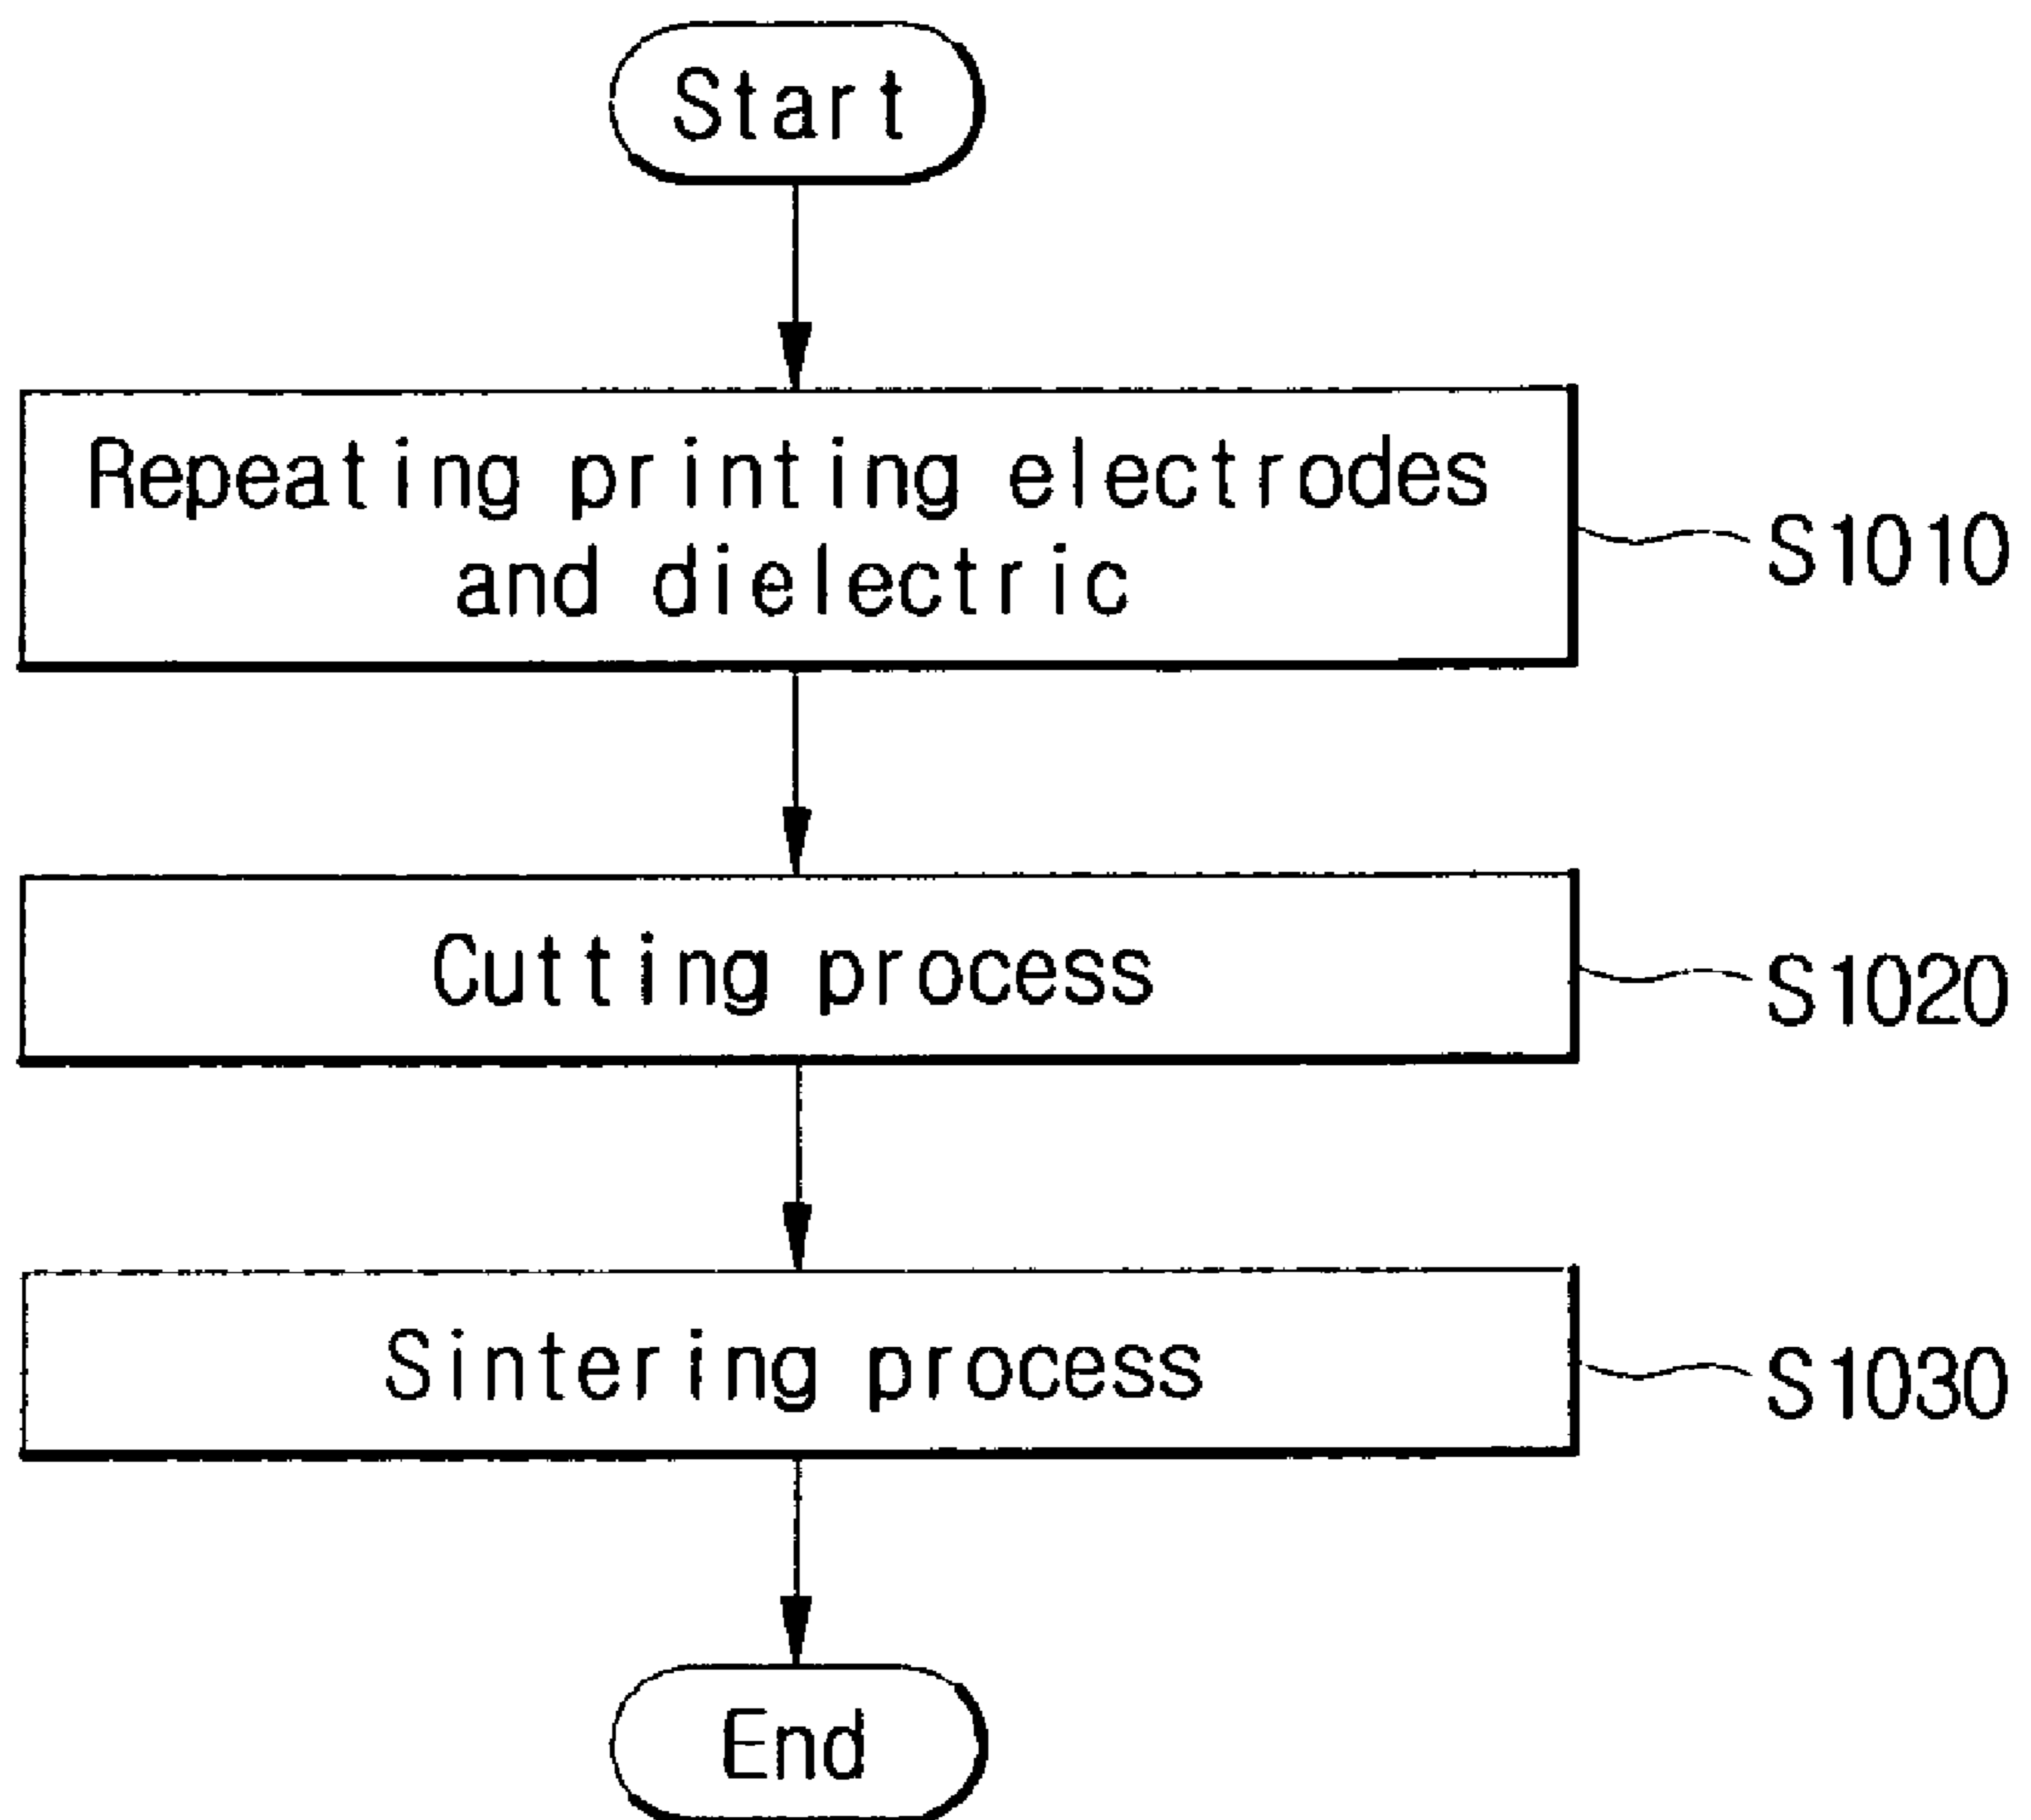 Start
Repeating printing electrodes
and dielectric
S1010
Cutting process
S1020
Sintering process
S1030
End